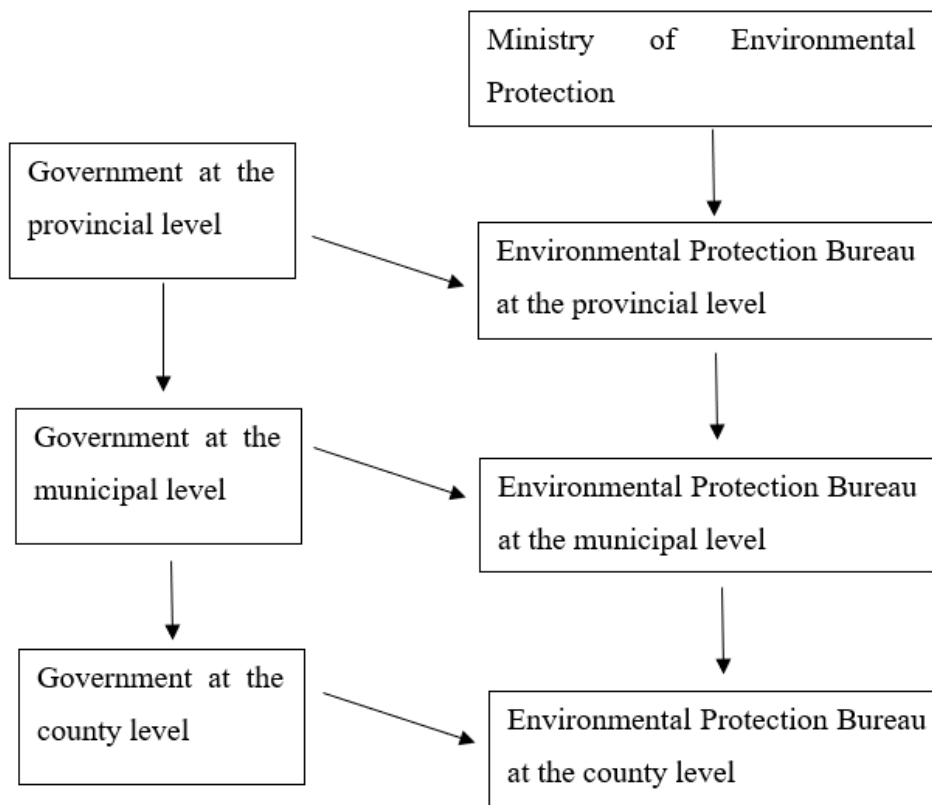 Ministry of Environmental
Protection
Government at the
provincial level
Environmental Protection Bureau
at the provincial level
Government at the
municipal level
Environmental Protection Bureau
at the municipal level
Government at the
county level
Environmental Protection Bureau
at the county level